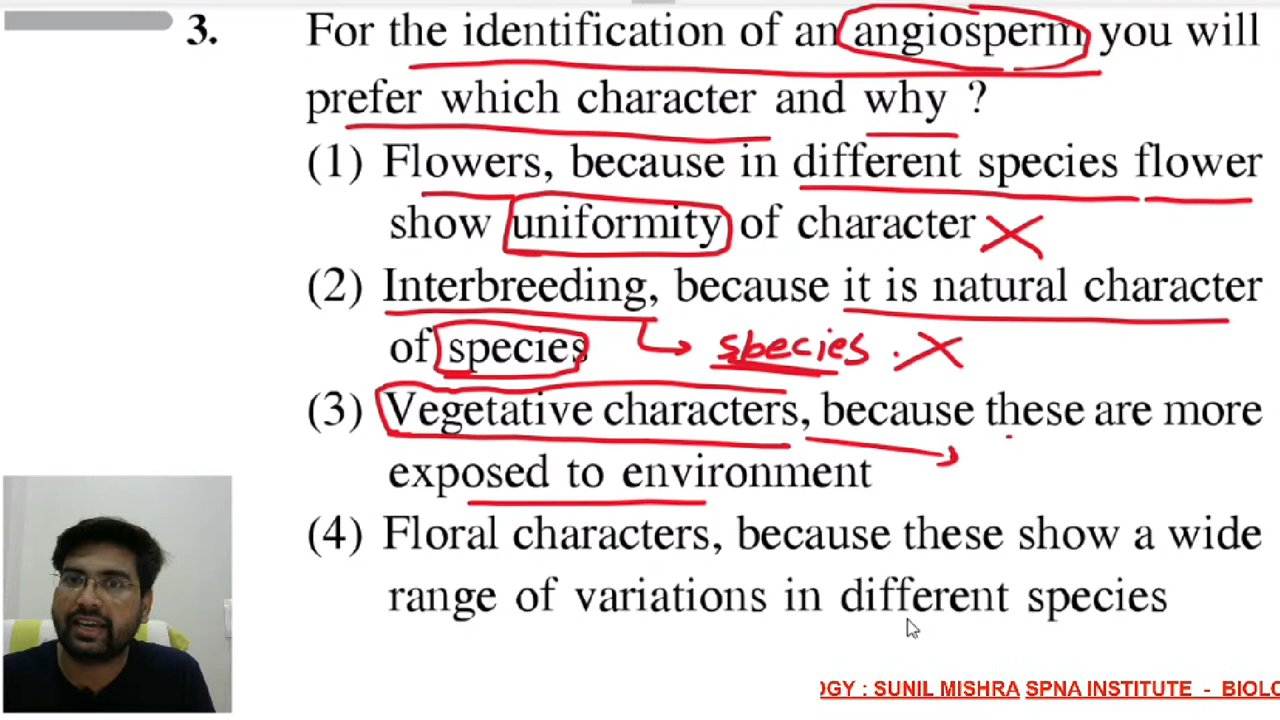 3. For the identification of an angiosperm you will
prefer which character and why ?
(1) Flowers, because in different species flower
show uniformity of character
(2) Interbreeding, because it is natural character
of species species.
(3) Vegetative characters, because these are more
exposed to environment
(4) Floral characters, because these show a wide
range of variations in different species
OGY : SUNIL MISHRA SPNA INSTITUTE - BIOLO